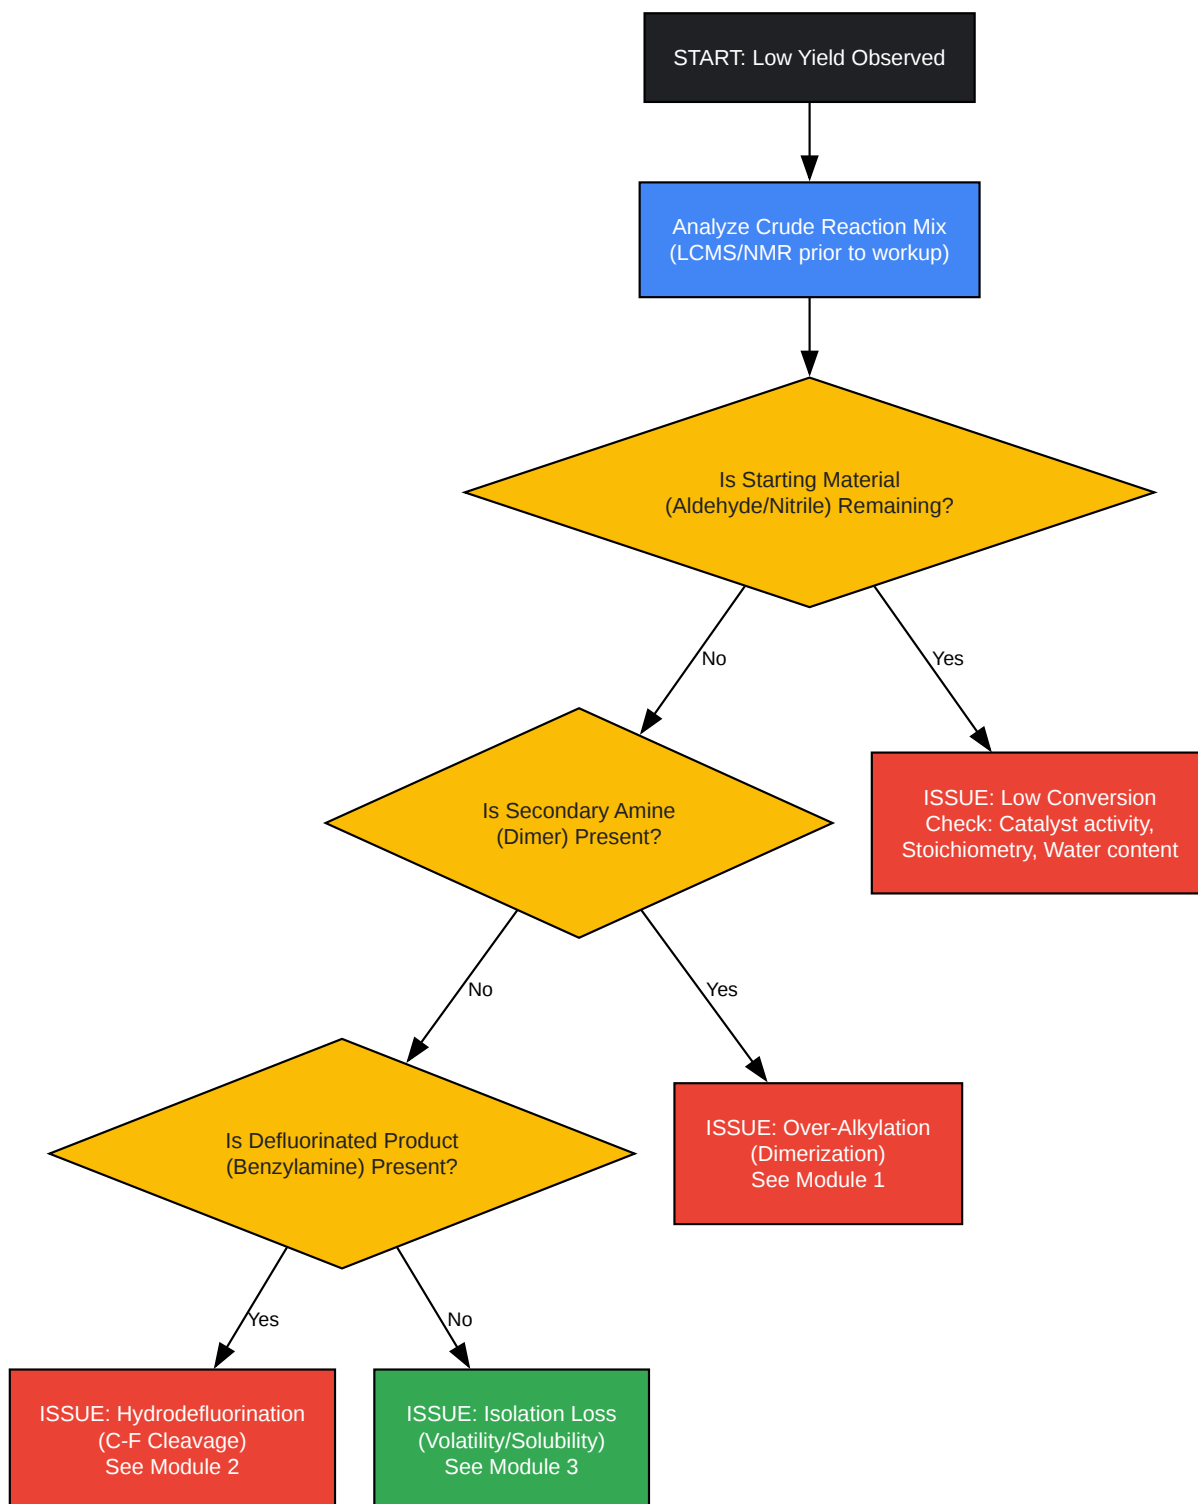 START: Low Yield Observed
Analyze Crude Reaction Mix
(LCMS/NMR prior to workup)
Is Starting Material
(Aldehyde/Nitrile) Remaining?
No
Yes
Is Secondary Amine
(Dimer) Present?
ISSUE: Low Conversion
Check: Catalyst activity,
Stoichiometry, Water content
No
Yes
Is Defluorinated Product
(Benzylamine) Present?
ISSUE: Over-Alkylation
(Dimerization)
See Module 1
Yes
No
ISSUE: Hydrodefluorination
(C-F Cleavage)
See Module 2
ISSUE: Isolation Loss
(Volatility/Solubility)
See Module 3